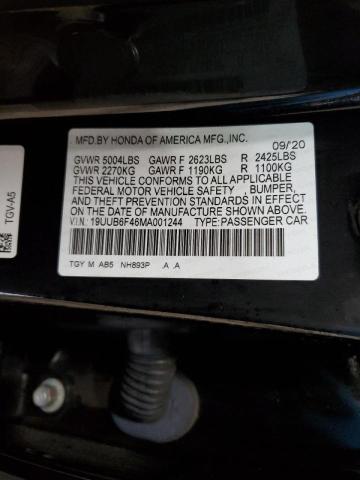 MFD.BY HONDA OF AMERICA MFG.,INC.
09/'20
GVWR 5004LBS GAWR F 2623LBS R 2425LBS
GVWR 2270KG GAWR F 1190KG R 1100KG
THIS VEHICLE CONFORMS TO ALL APPLICABLE
FEDERAL MOTOR VEHICLE SAFETY , BUMPER,
AND THEFT PREVENTION STANDARDS IN EFFECT
ON THE DATE OF MANUFACTURE SHOWN ABOVE.
V I N: 19UUB6F46MA001244 TYPE:PASSENGER CAR
TGY M AB5 NH893P A A
TGV-A5